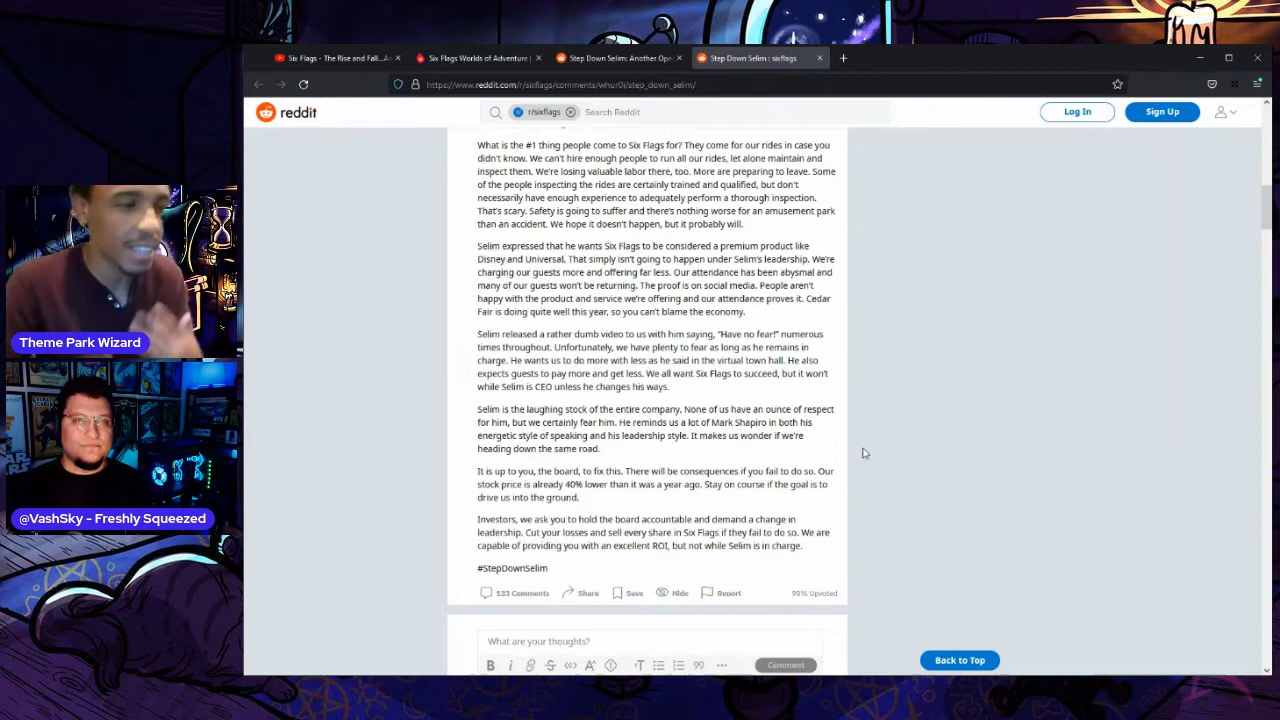 Six Flags - The Rise and Fall...
Six Flags Worlds of Adventure |
Step Down Selim: Another Ope
Step Down Selim : sixflags
https://www.reddit.com/r/sixflags/comments/whur0i/step_down_selim/
reddit
r/sixflags
Search Reddit
Log In
Sign Up
What is the #1 thing people come to Six Flags for? They come for our rides in case you
didn't know. We can't hire enough people to run all our rides, let alone maintain and
inspect them. We're losing valuable labor there, too. More are preparing to leave. Some
of the people inspecting the rides are certainly trained and qualified, but don't
necessarily have enough experience to adequately perform a thorough inspection.
That's scary. Safety is going to suffer and there's nothing worse for an amusement park
than an accident. We hope it doesn't happen, but it probably will.
Selim expressed that he wants Six Flags to be considered a premium product like
Disney and Universal. That simply isn't going to happen under Selim's leadership. We're
charging our guests more and offering far less. Our attendance has been abysmal and
many of our guests won't be returning. The proof is on social media. People aren't
happy with the product and service we're offering and our attendance proves it. Cedar
Fair is doing quite well this year, so you can't blame the economy.
Selim released a rather dumb video to us with him saying, "Have no fear!" numerous
times throughout. Unfortunately, we have plenty to fear as long as he remains in
charge. He wants us to do more with less as he said in the virtual town hall. He also
expects guests to pay more and get less. We all want Six Flags to succeed, but it won't
while Selim is CEO unless he changes his ways.
Selim is the laughing stock of the entire company. None of us have an ounce of respect
for him, but we certainly fear him. He reminds us a lot of Mark Shapiro in both his
energetic style of speaking and his leadership style. It makes us wonder if we're
heading down the same road.
It is up to you, the board, to fix this. There will be consequences if you fail to do so. Our
stock price is already 40% lower than it was a year ago. Stay on course if the goal is to
drive us into the ground.
Investors, we ask you to hold the board accountable and demand a change in
leadership. Cut your losses and sell every share in Six Flags if they fail to do so. We are
capable of providing you with an excellent ROI, but not while Selim is in charge.
#StepDownSelim
133 Comments Share Save Hide Report 98% Upvoted
What are your thoughts?
Comment
Back to Top
Theme Park Wizard
@VashSky - Freshly Squeezed